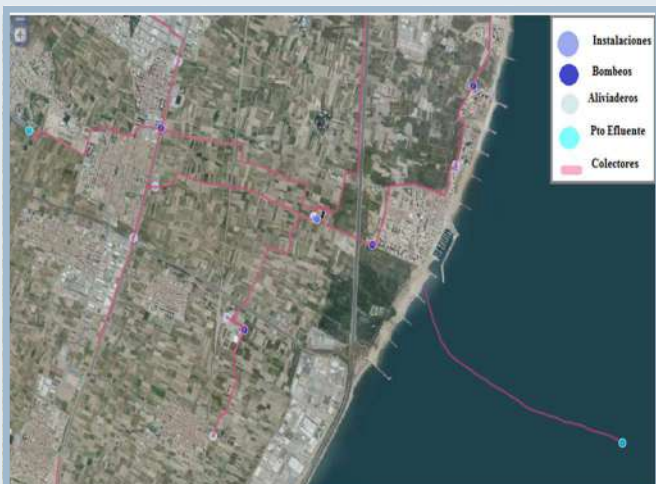 Instalaciones
Bombeos
Aliviaderos
Pto Efluente
Colectores